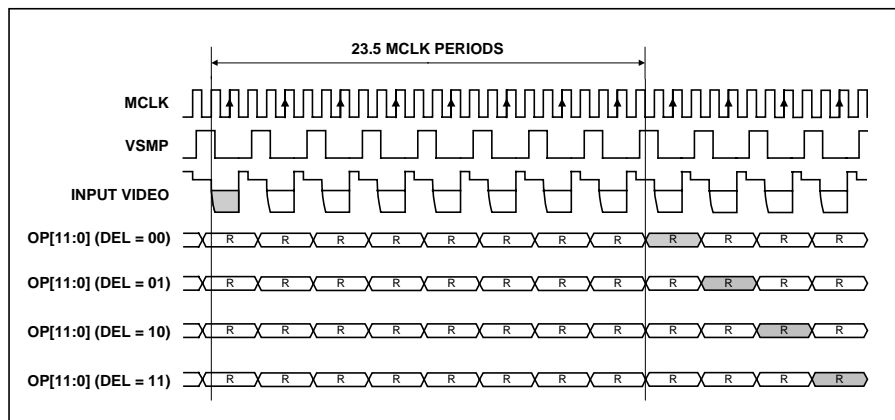 23.5 MCLK PERIODS
MCLK
VSMP
INPUT VIDEO
OP[11:0] (DEL = 00) R R R R R R R R R R R R
OP[11:0] (DEL = 01) R R R R R R R R R R R R
OP[11:0] (DEL = 10) R R R R R R R R R R R R
OP[11:0] (DEL = 11) R R R R R R R R R R R R